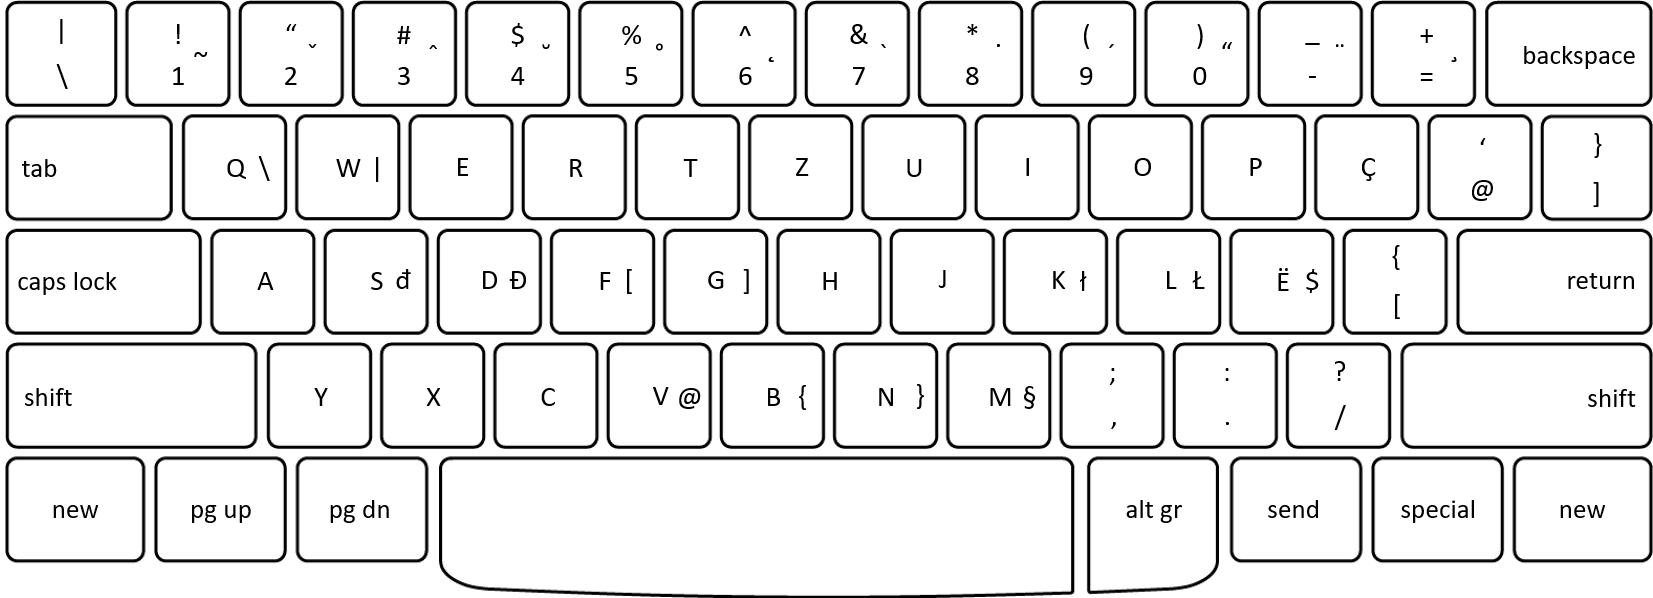 | ! “ ˇ # ˆ $ ˘ % ° ^ & ` * . ( ´ ) “ _ ¨ +
\ 1 ~ 2 3 4 5 6 ˛ 7 8 9 0 - = ¸ backspace
tab Q \ W | E R T Z U I O P Ç ‘ @ } ]
caps lock A S đ D Đ F [ G ] H J K ł L Ł Ë $ { [ return
shift Y X C V @ B { N } M § ; , : . ? / shift
new pg up pg dn alt gr send special new